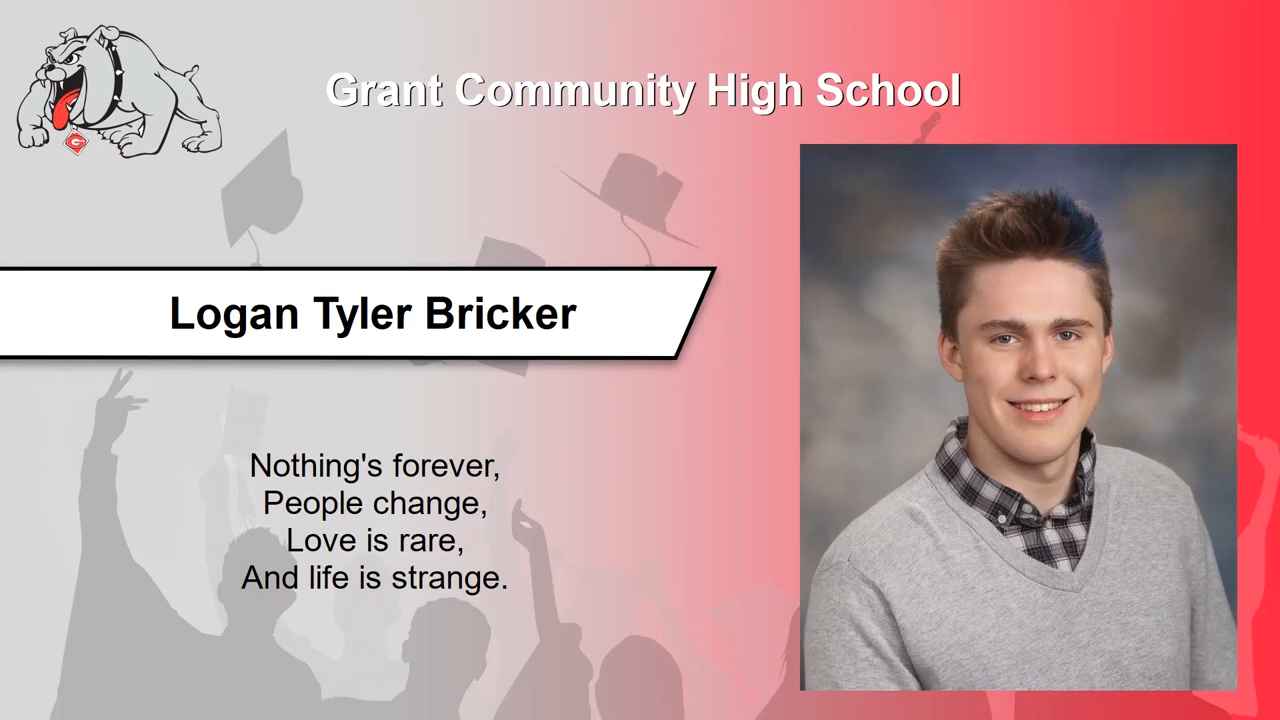 Grant Community High School
G
Logan Tyler Bricker
Nothing's forever,
People change,
Love is rare,
And life is strange.